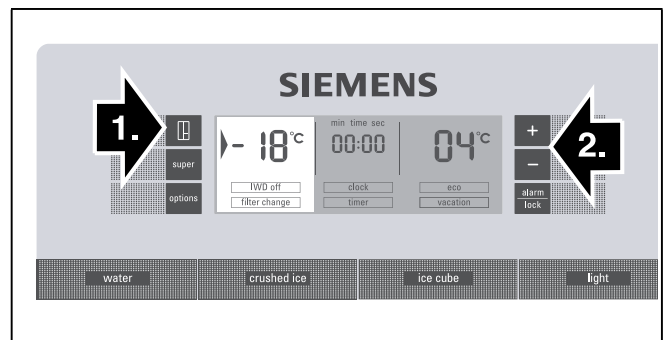 SIEMENS
1.
super
options
- 18°C
min time sec
00:00
04°C
IWD off
clock
eco
filter change
timer
vacation
+
−
alarm
lock
2.
water
crushed ice
ice cube
light